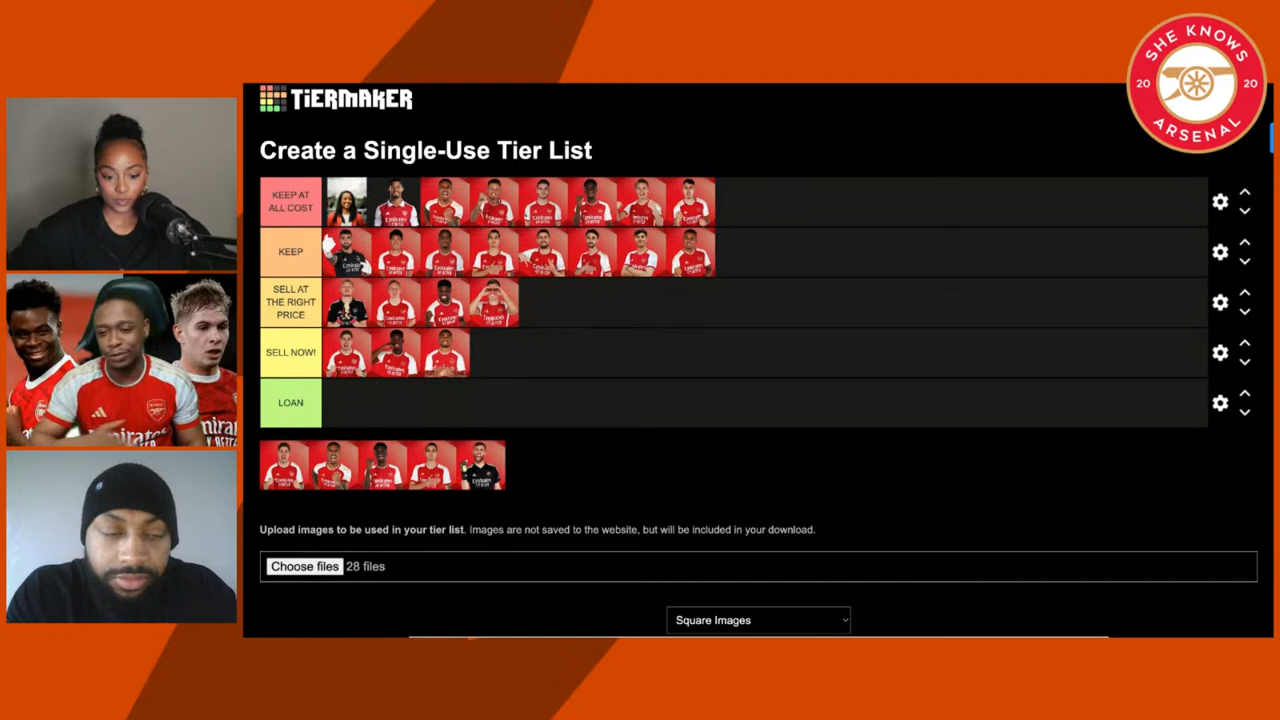 SHE KNOWS
20 20
ARSENAL
TiERMAKER
Create a Single-Use Tier List
KEEP AT
ALL COST
KEEP
SELL AT
THE RIGHT
PRICE
SELL NOW!
LOAN
Upload images to be used in your tier list. Images are not saved to the website, but will be included in your download.
Choose files 28 files
Square Images